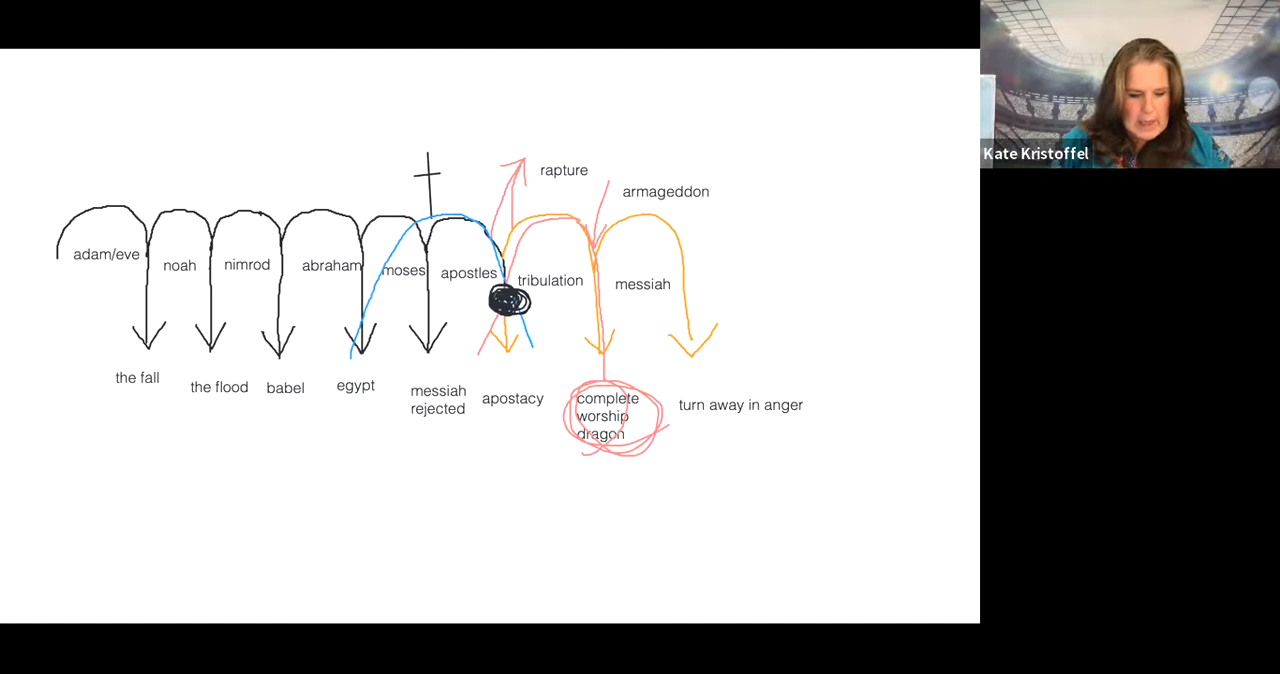 Kate Kristoffel
rapture
armageddon
adam/eve
noah
nimrod
abraham
moses
apostles
tribulation
messiah
the fall
the flood
babel
egypt
messiah
rejected
apostacy
complete
worship
dragon
turn away in anger